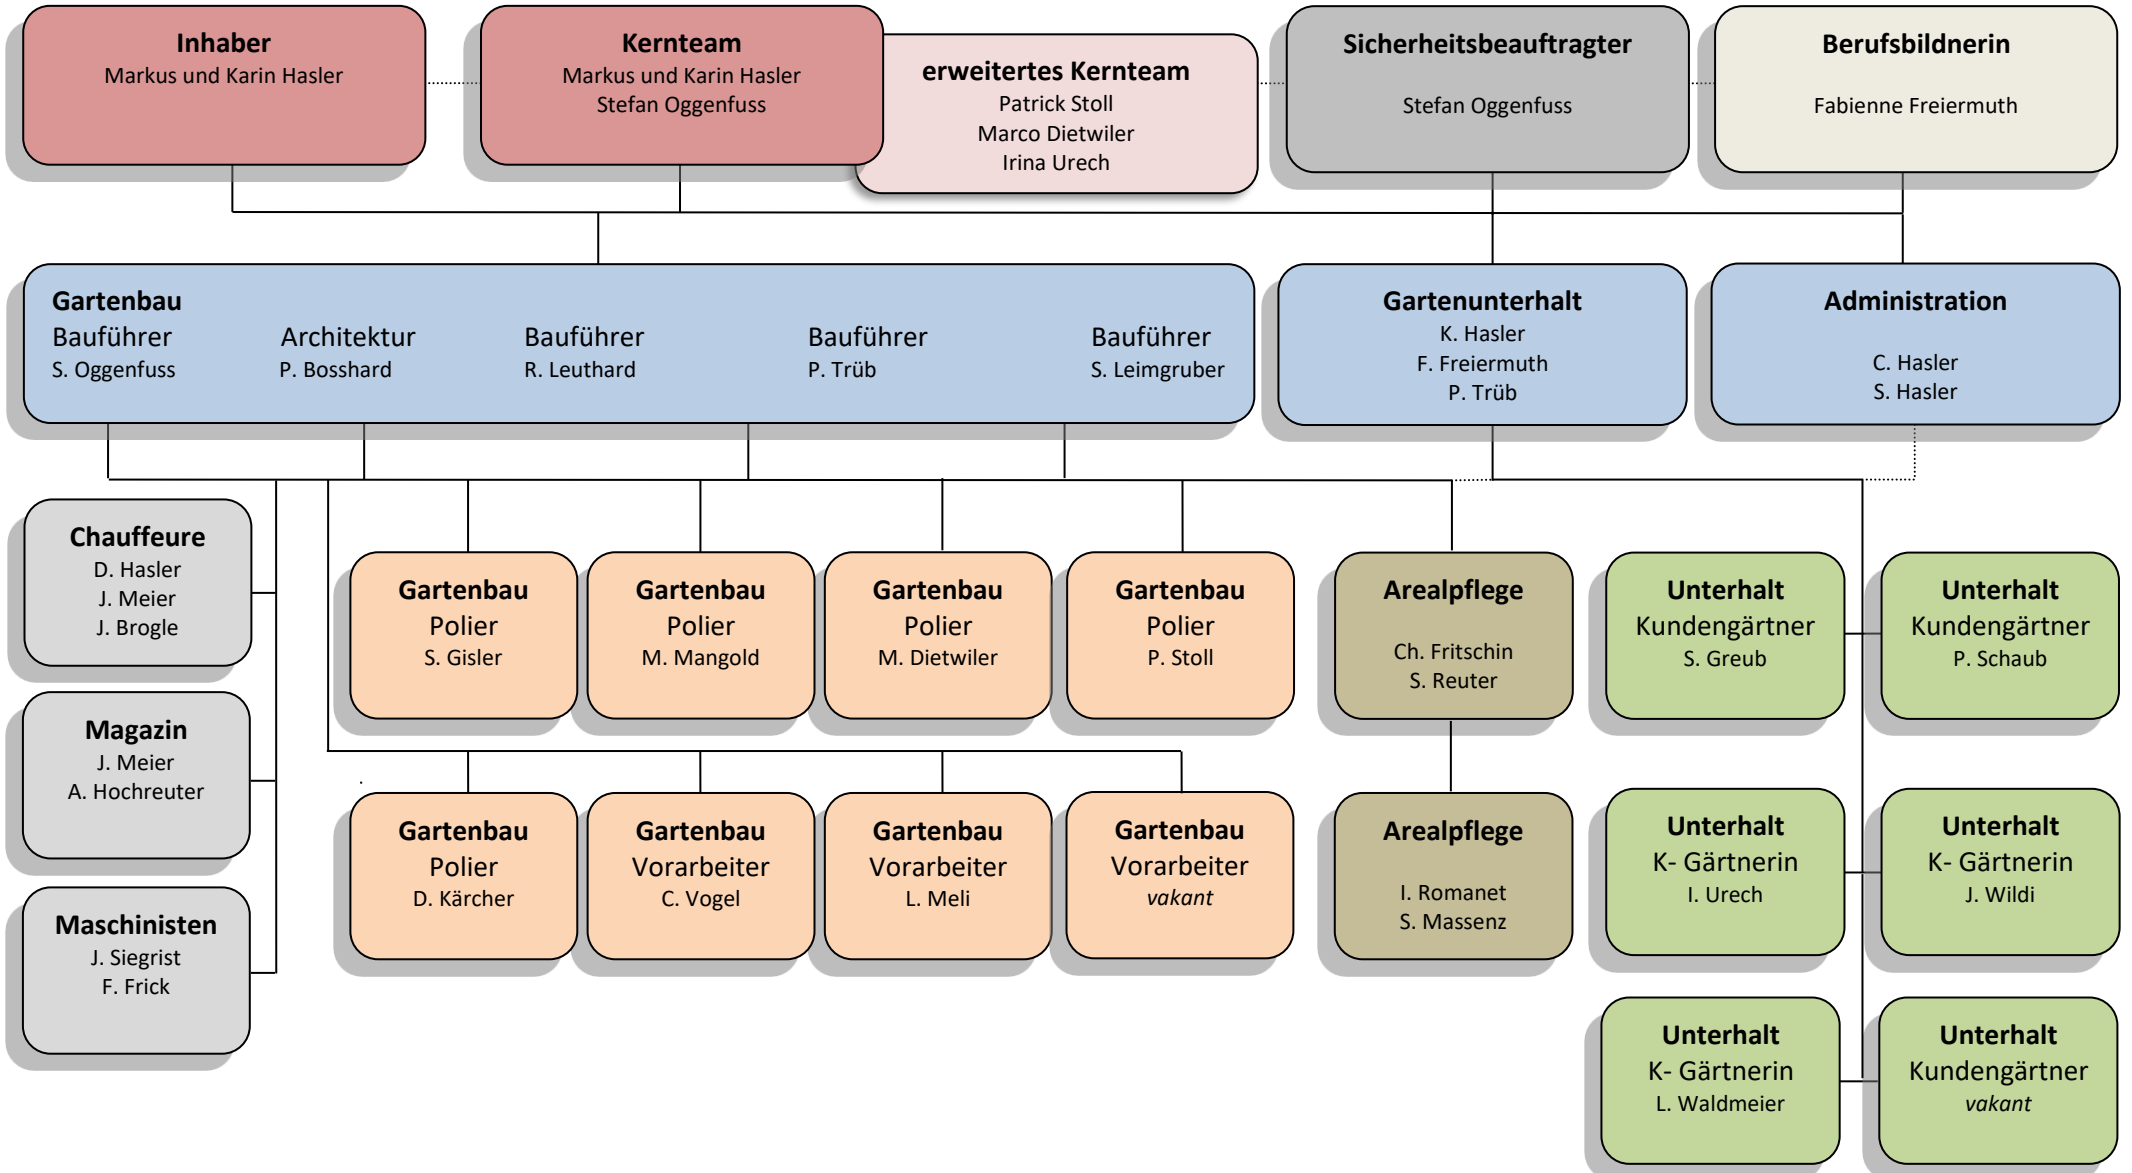 Inhaber
Markus und Karin Hasler
Kernteam
Markus und Karin Hasler
Stefan Oggenfuss
erweitertes Kernteam
Patrick Stoll
Marco Dietwiler
Irina Urech
Sicherheitsbeauftragter
Stefan Oggenfuss
Berufsbildnerin
Fabienne Freiermuth
Gartenbau
Bauführer Architektur Bauführer Bauführer Bauführer
S. Oggenfuss P. Bosshard R. Leuthard P. Trüb S. Leimgruber
Gartenunterhalt
K. Hasler
F. Freiermuth
P. Trüb
Administration
C. Hasler
S. Hasler
Chauffeure
D. Hasler
J. Meier
J. Brogle
Magazin
J. Meier
A. Hochreuter
Maschinisten
J. Siegrist
F. Frick
Gartenbau
Polier
S. Gisler
Gartenbau
Polier
M. Mangold
Gartenbau
Polier
M. Dietwiler
Gartenbau
Polier
P. Stoll
Arealpflege
Ch. Fritschin
S. Reuter
Unterhalt
Kundengärtner
S. Greub
Unterhalt
Kundengärtner
P. Schaub
.
Gartenbau
Polier
D. Kärcher
Gartenbau
Vorarbeiter
C. Vogel
Gartenbau
Vorarbeiter
L. Meli
Gartenbau
Vorarbeiter
vakant
Arealpflege
I. Romanet
S. Massenz
Unterhalt
K- Gärtnerin
I. Urech
Unterhalt
K- Gärtnerin
J. Wildi
Unterhalt
K- Gärtnerin
L. Waldmeier
Unterhalt
Kundengärtner
vakant